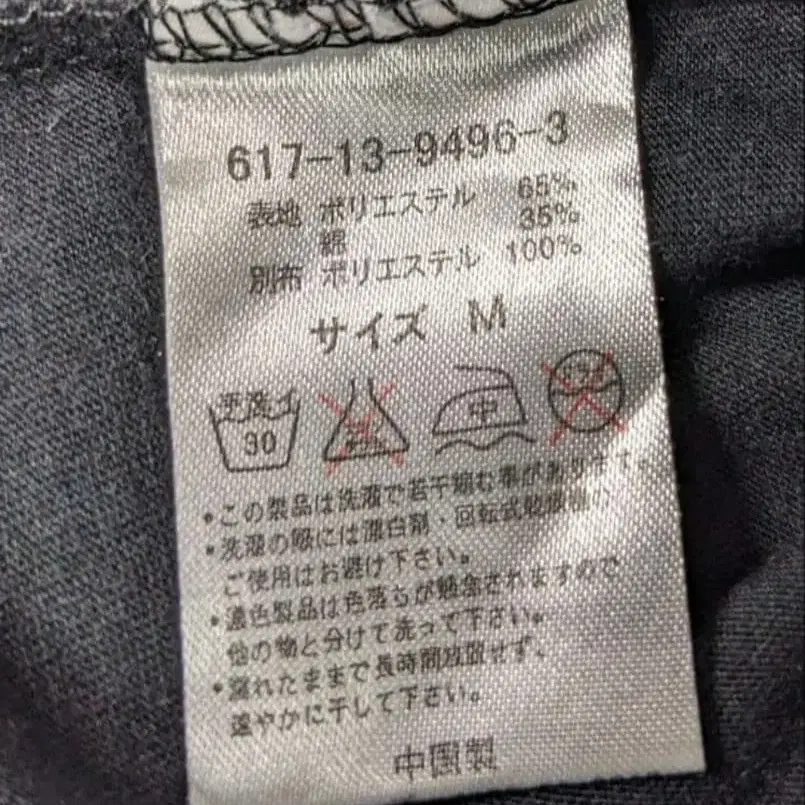 617-13-9496-3
表地 ポリエステル 65%
綿 35%
別布 ポリエステル 100%
サイズ M
手洗イ 30 中
・この製品は洗濯で若干縮む事があります。
・洗濯の際には漂白剤・回転式乾燥機の
ご使用はお避け下さい。
・濃色製品は色落ちが懸念されますので
他の物と分けて洗って下さい。
・濡れたままで長時間放置せず、
速やかに干して下さい。
中国製